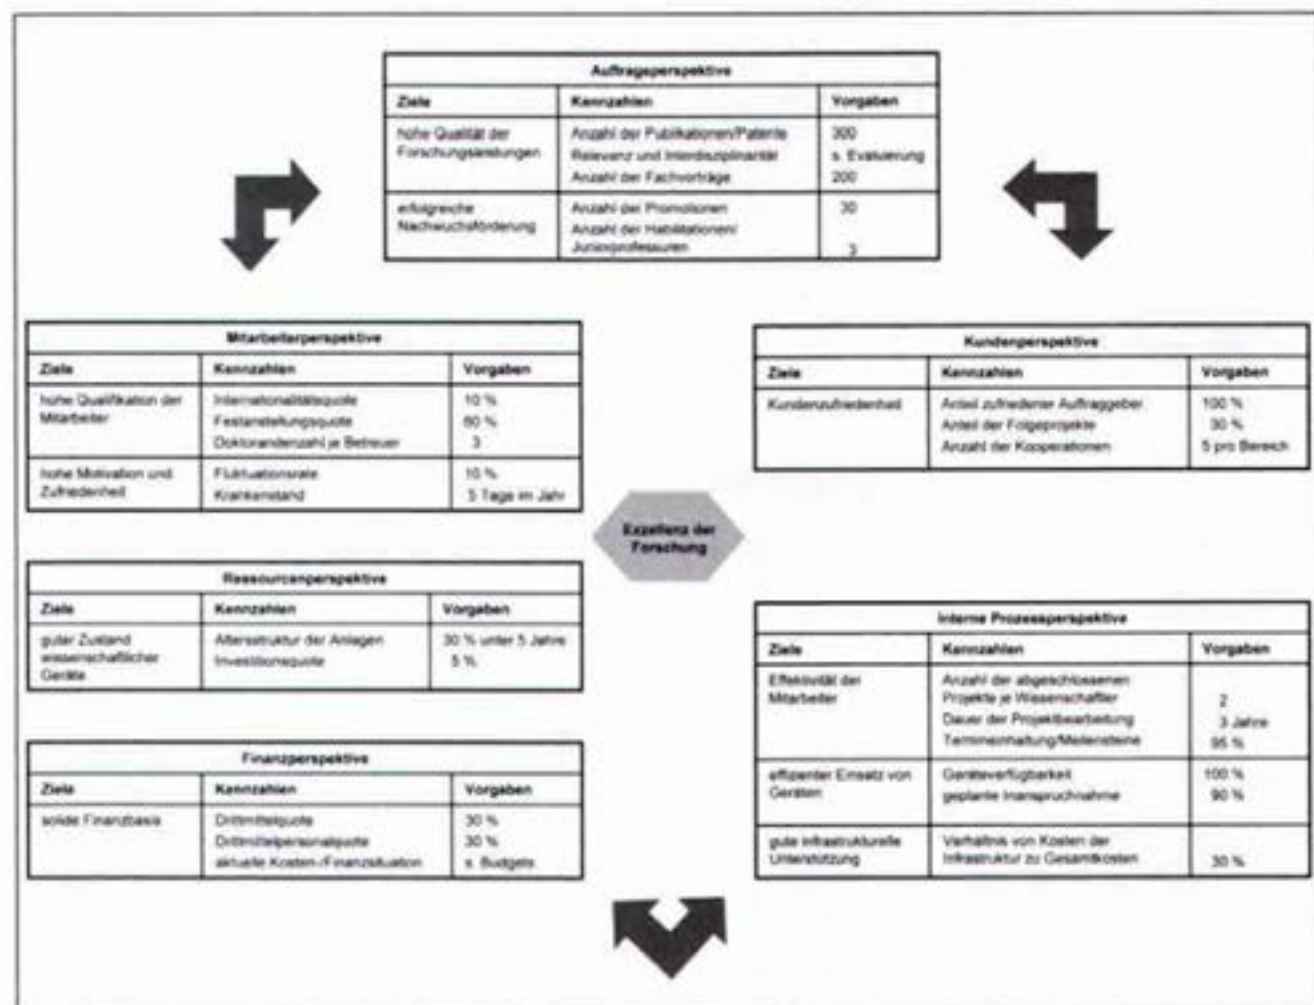 Auftragsperspektive
Ziele Kennzahlen Vorgaben
hohe Qualität der Anzahl der Publikationen/Patente 300
Forschungsleistungen Relevanz und Interdisziplinarität s. Evaluierung
Anzahl der Fachvorträge 200
erfolgreiche Anzahl der Promotionen 30
Nachwuchsförderung Anzahl der Habilitationen/
Juniorprofessuren 3
Mitarbeiterperspektive
Ziele Kennzahlen Vorgaben
hohe Qualifikation der Internationalitätsquote 10 %
Mitarbeiter Festanstellungsquote 60 %
Doktorandenzahl je Betreuer 3
hohe Motivation und Fluktuationsrate 10 %
Zufriedenheit Krankenstand 5 Tage im Jahr
Kundenperspektive
Ziele Kennzahlen Vorgaben
Kundenzufriedenheit Anteil zufriedener Auftraggeber 100 %
Anteil der Folgeprojekte 30 %
Anzahl der Kooperationen 5 pro Bereich
Exzellenz der
Forschung
Ressourcenperspektive
Ziele Kennzahlen Vorgaben
guter Zustand Altersstruktur der Anlagen 30 % unter 5 Jahre
wissenschaftlicher Investitionsquote 5 %
Geräte
Finanzperspektive
Ziele Kennzahlen Vorgaben
solide Finanzbasis Drittmittelquote 30 %
Drittmittelpersonalquote 30 %
aktuelle Kosten-/Finanzsituation s. Budgets
Interne Prozessperspektive
Ziele Kennzahlen Vorgaben
Effektivität der Anzahl der abgeschlossenen
Mitarbeiter Projekte je Wissenschaftler 2
Dauer der Projektbearbeitung 3 Jahre
Termineinhaltung/Meilensteine 95 %
effizienter Einsatz von Geräteverfügbarkeit 100 %
Geräten geplante Inanspruchnahme 90 %
gute infrastrukturelle Verhältnis von Kosten der
Unterstützung Infrastruktur zu Gesamtkosten 30 %